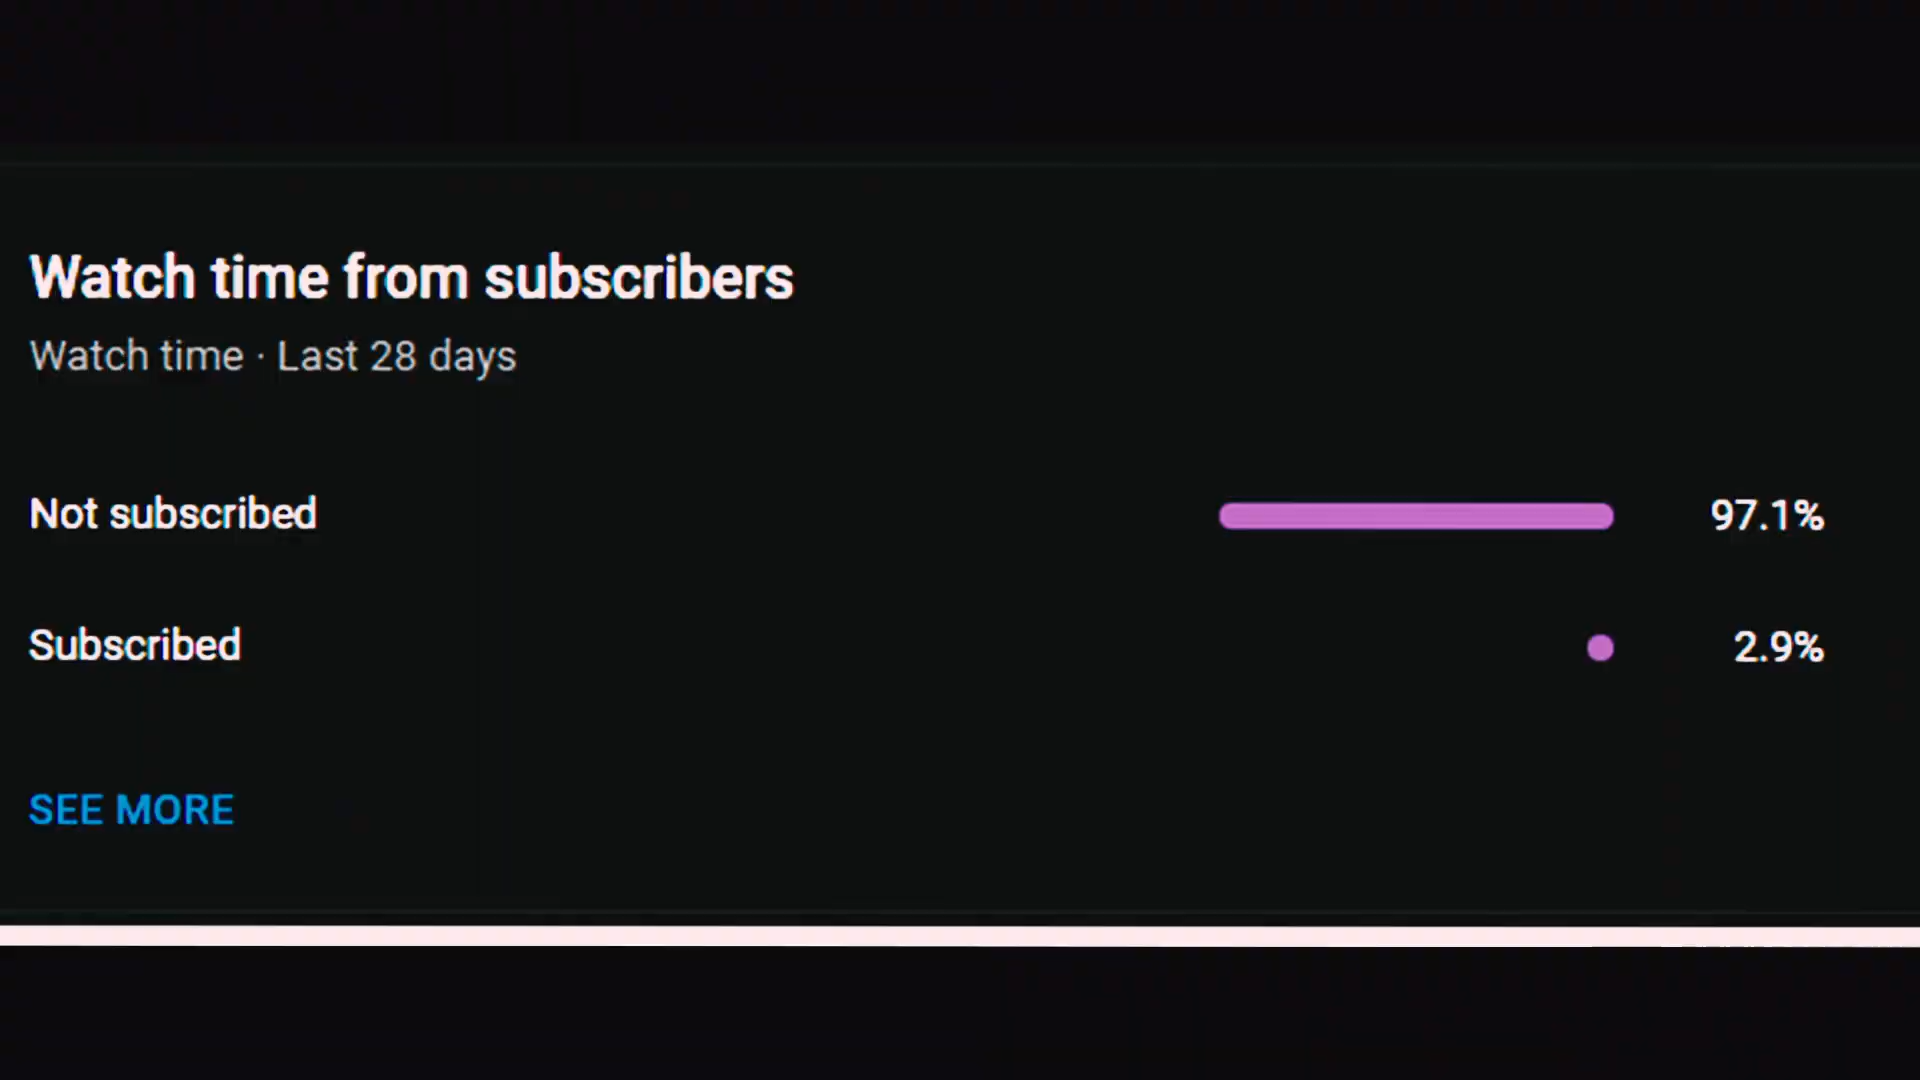 Watch time from subscribers
Watch time · Last 28 days
Not subscribed 97.1%
Subscribed 2.9%
SEE MORE